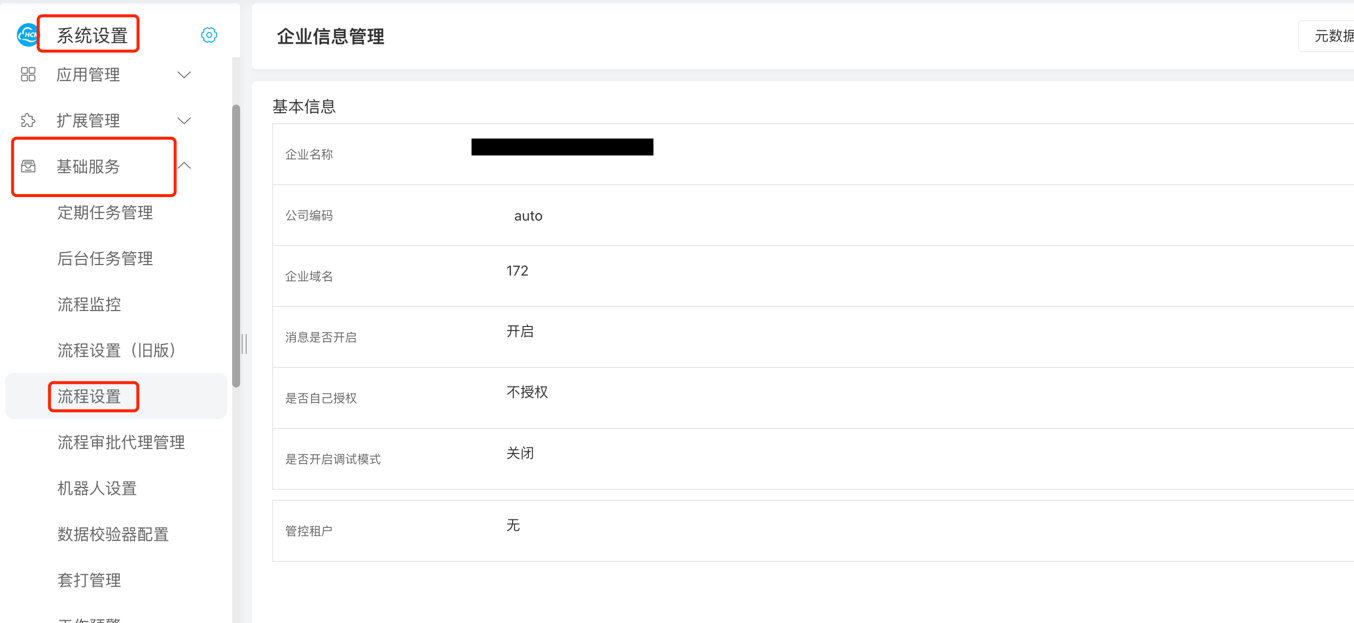 系统设置
应用管理
扩展管理
基础服务
定期任务管理
后台任务管理
流程监控
流程设置（旧版）
流程设置
流程审批代理管理
机器人设置
数据校验器配置
套打管理
企业信息管理
元数据
基本信息
企业名称
公司编码 auto
企业域名 172
消息是否开启 开启
是否自己授权 不授权
是否开启调试模式 关闭
管控租户 无